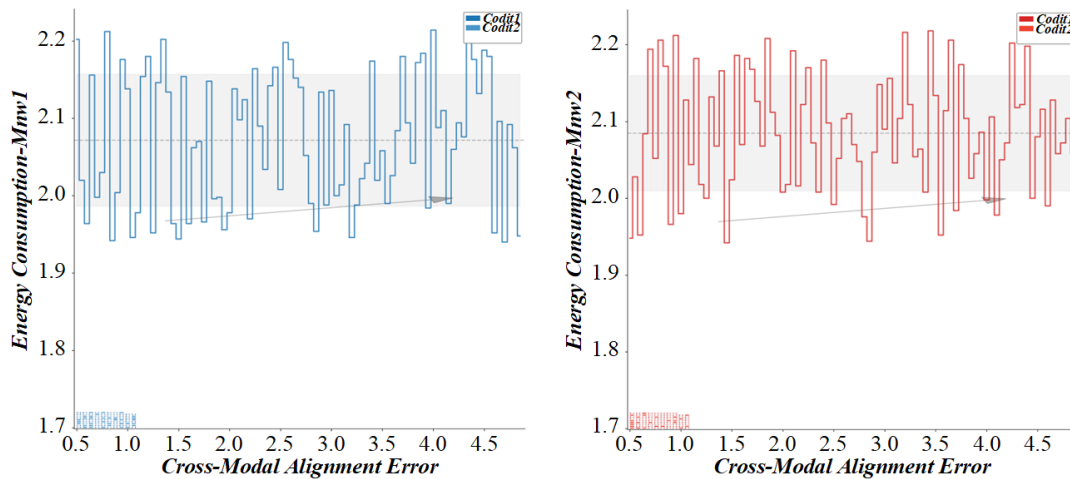 Codit1
Codit2
2.2
2.1
2.0
1.9
1.8
1.7
0.5 1.0 1.5 2.0 2.5 3.0 3.5 4.0 4.5
Energy Consumption-Mnw1
Cross-Modal Alignment Error
Codit1
Codit2
2.2
2.1
2.0
1.9
1.8
1.7
0.5 1.0 1.5 2.0 2.5 3.0 3.5 4.0 4.5
Energy Consumption-Mnw2
Cross-Modal Alignment Error